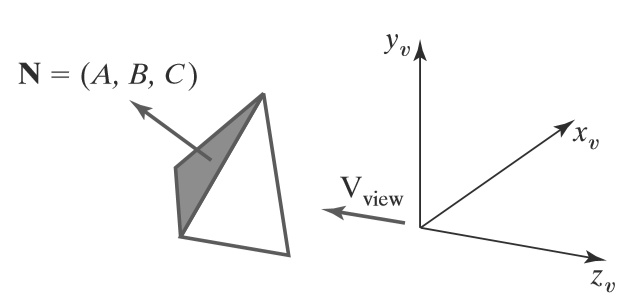 y_v
N = (A, B, C)
x_v
V_view
z_v